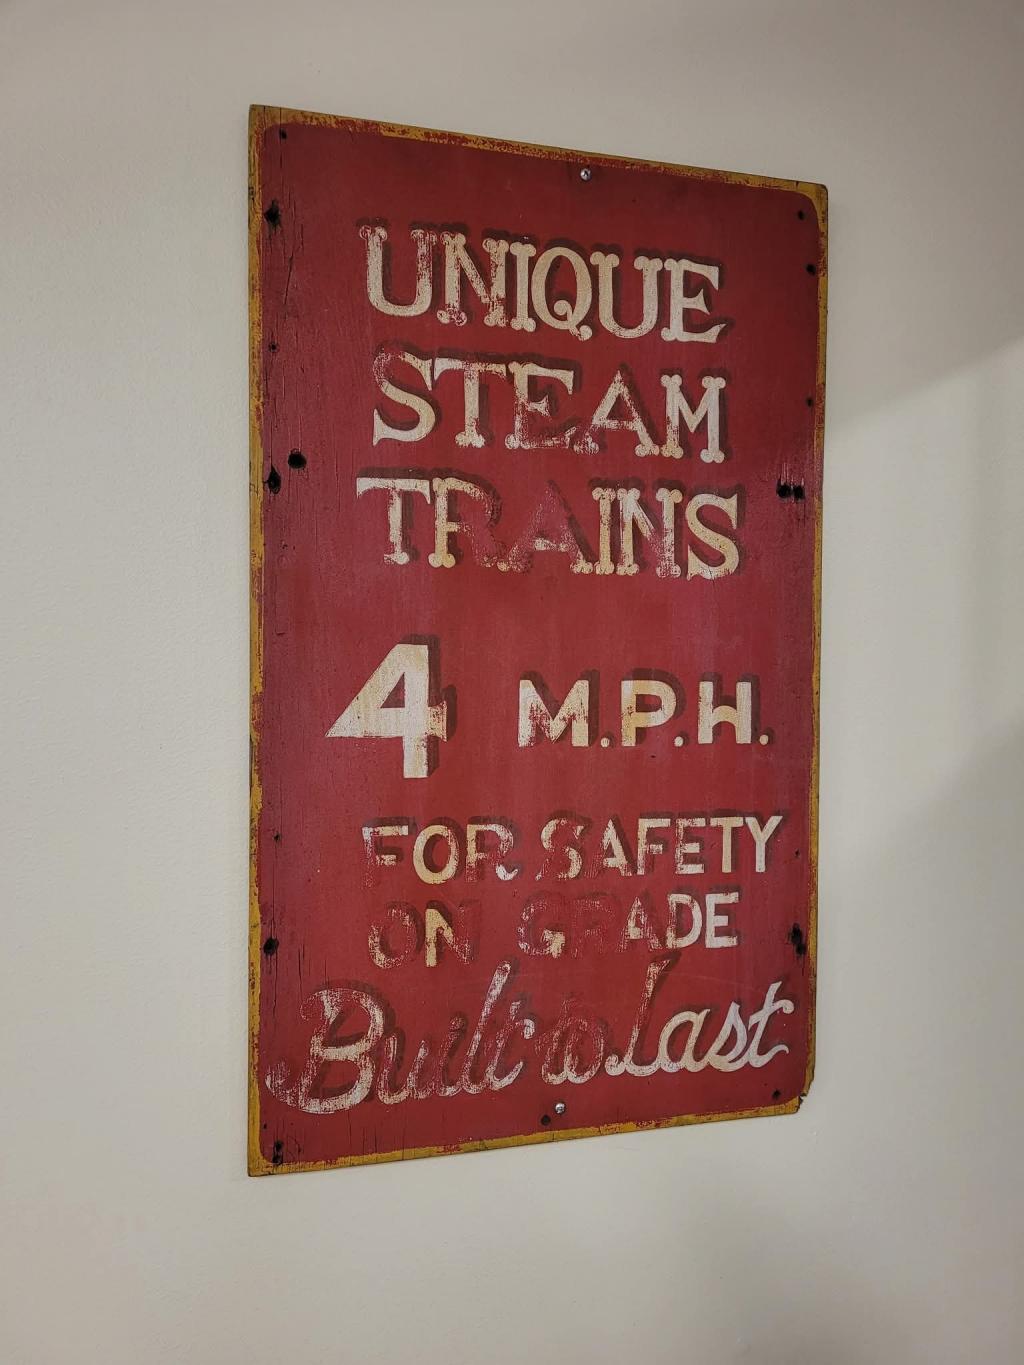 UNIQUE
STEAM
TRAINS
4 M.P.H.
FOR SAFETY
ON GRADE
Built to last